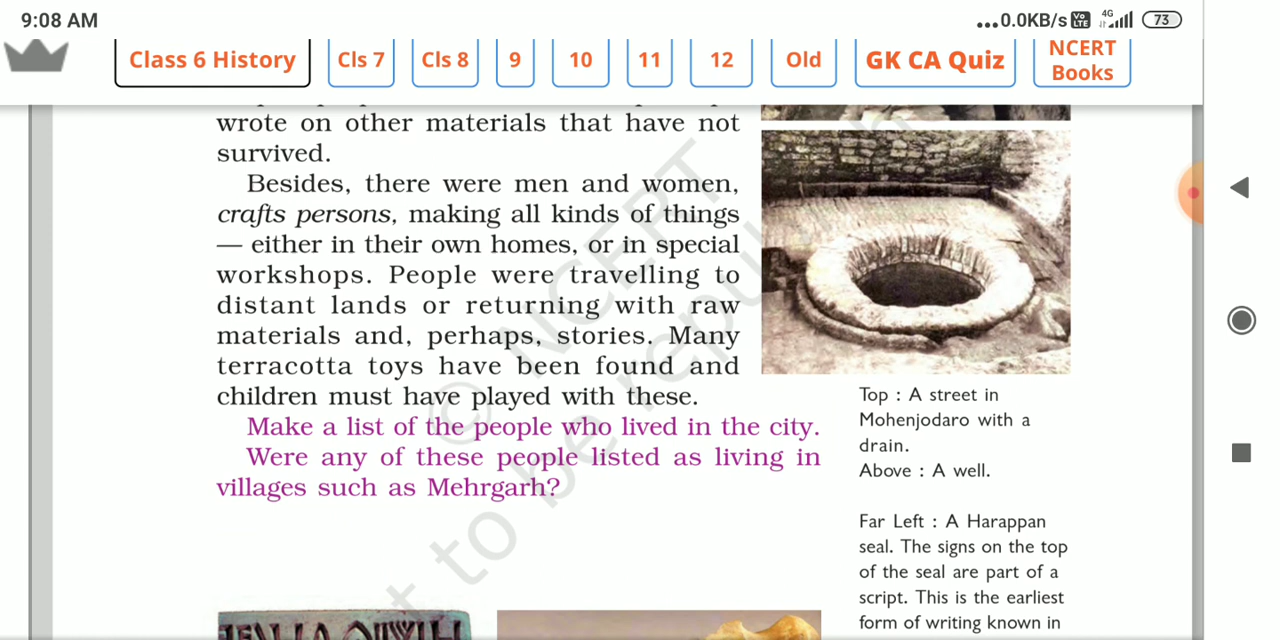 9:08 AM
...0.0KB/s Vo LTE 4G 73
Class 6 History Cls 7 Cls 8 9 10 11 12 Old GK CA Quiz NCERT Books
wrote on other materials that have not
survived.
Besides, there were men and women,
crafts persons, making all kinds of things
— either in their own homes, or in special
workshops. People were travelling to
distant lands or returning with raw
materials and, perhaps, stories. Many
terracotta toys have been found and
children must have played with these.
Make a list of the people who lived in the city.
Were any of these people listed as living in
villages such as Mehrgarh?
Top : A street in
Mohenjodaro with a
drain.
Above : A well.
Far Left : A Harappan
seal. The signs on the top
of the seal are part of a
script. This is the earliest
form of writing known in
© NCERT
to be repu